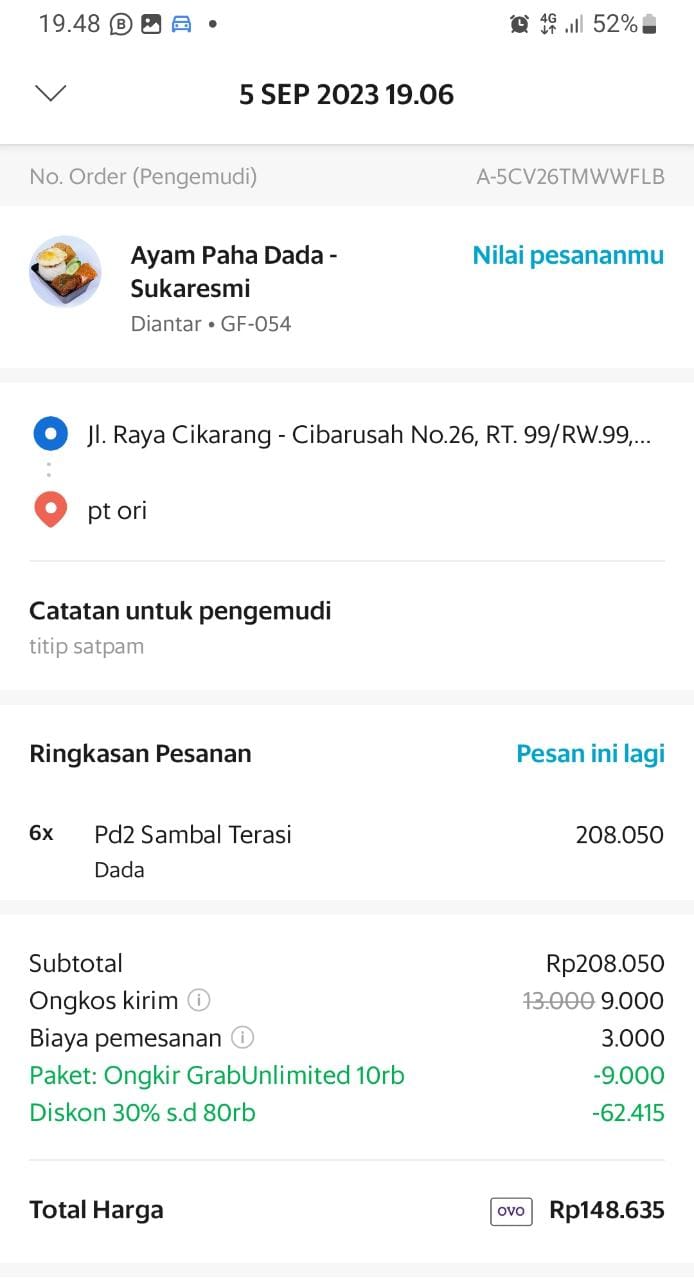 19.48
4G 52%
5 SEP 2023 19.06
No. Order (Pengemudi) A-5CV26TMWWFLB
Ayam Paha Dada - Nilai pesananmu
Sukaresmi
Diantar • GF-054
Jl. Raya Cikarang - Cibarusah No.26, RT. 99/RW.99,...
pt ori
Catatan untuk pengemudi
titip satpam
Ringkasan Pesanan Pesan ini lagi
6x Pd2 Sambal Terasi 208.050
Dada
Subtotal Rp208.050
Ongkos kirim 13.000 9.000
Biaya pemesanan 3.000
Paket: Ongkir GrabUnlimited 10rb -9.000
Diskon 30% s.d 80rb -62.415
Total Harga OVO Rp148.635